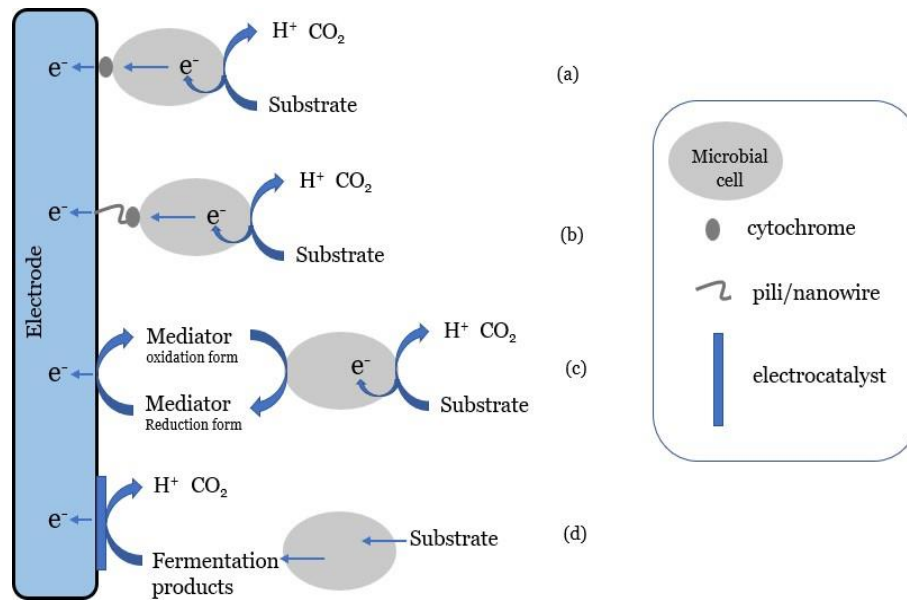 Electrode
e⁻
e⁻
H⁺ CO₂
Substrate
(a)
e⁻
e⁻
H⁺ CO₂
Substrate
(b)
e⁻
Mediator
oxidation form
Mediator
Reduction form
e⁻
H⁺ CO₂
Substrate
(c)
e⁻
H⁺ CO₂
Fermentation
products
Substrate
(d)
Microbial
cell
cytochrome
pili/nanowire
electrocatalyst